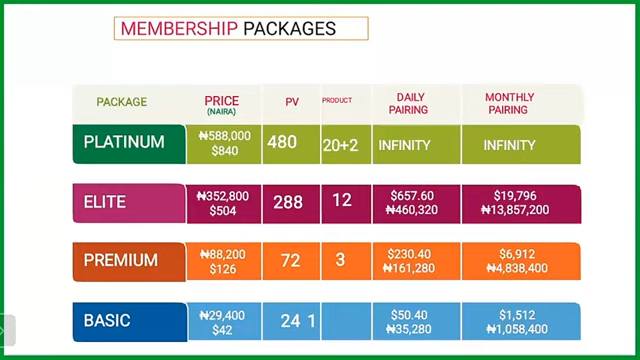 MEMBERSHIP PACKAGES
PACKAGE PRICE (NAIRA) PV PRODUCT DAILY PAIRING MONTHLY PAIRING
PLATINUM ₦588,000 $840 480 20+2 INFINITY INFINITY
ELITE ₦352,800 $504 288 12 $657.60 ₦460,320 $19,796 ₦13,857,200
PREMIUM ₦88,200 $126 72 3 $230.40 ₦161,280 $6,912 ₦4,838,400
BASIC ₦29,400 $42 24 1 $50.40 ₦35,280 $1,512 ₦1,058,400